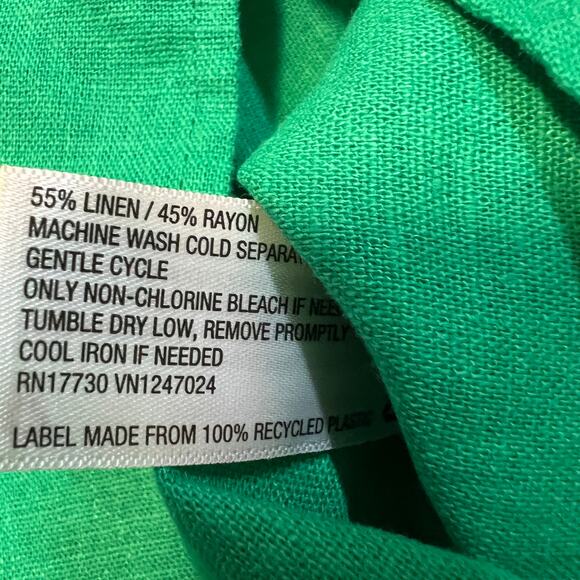 55% LINEN / 45% RAYON
MACHINE WASH COLD SEPARAT
GENTLE CYCLE
ONLY NON-CHLORINE BLEACH IF NEE
TUMBLE DRY LOW, REMOVE PROMPTLY
COOL IRON IF NEEDED
RN17730 VN1247024
LABEL MADE FROM 100% RECYCLED PLASTIC